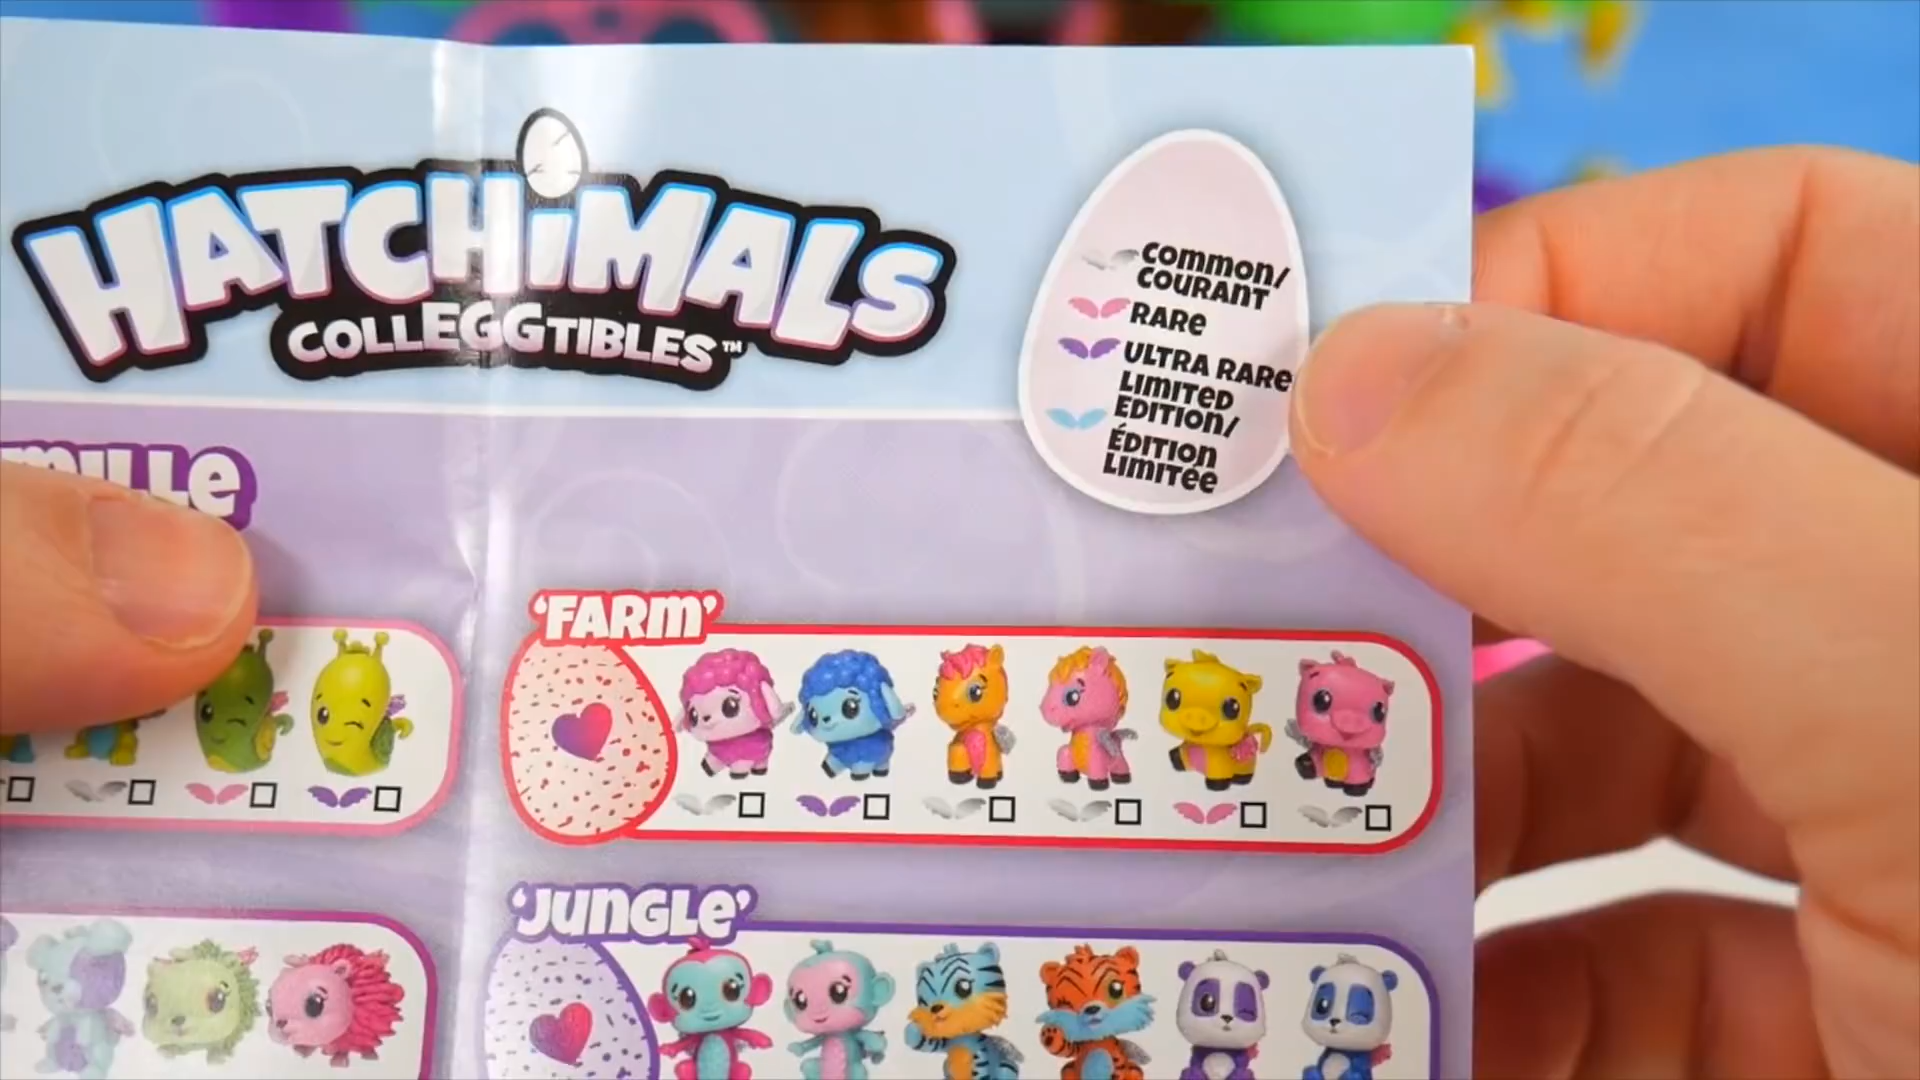 HATCHiMALS
COLLEGGTIBLES™
COMMON/
COURANT
RARE
ULTRA RARE
LIMITED
EDITION/
ÉDITION
LIMITÉE
'FARM'
'JUNGLE'